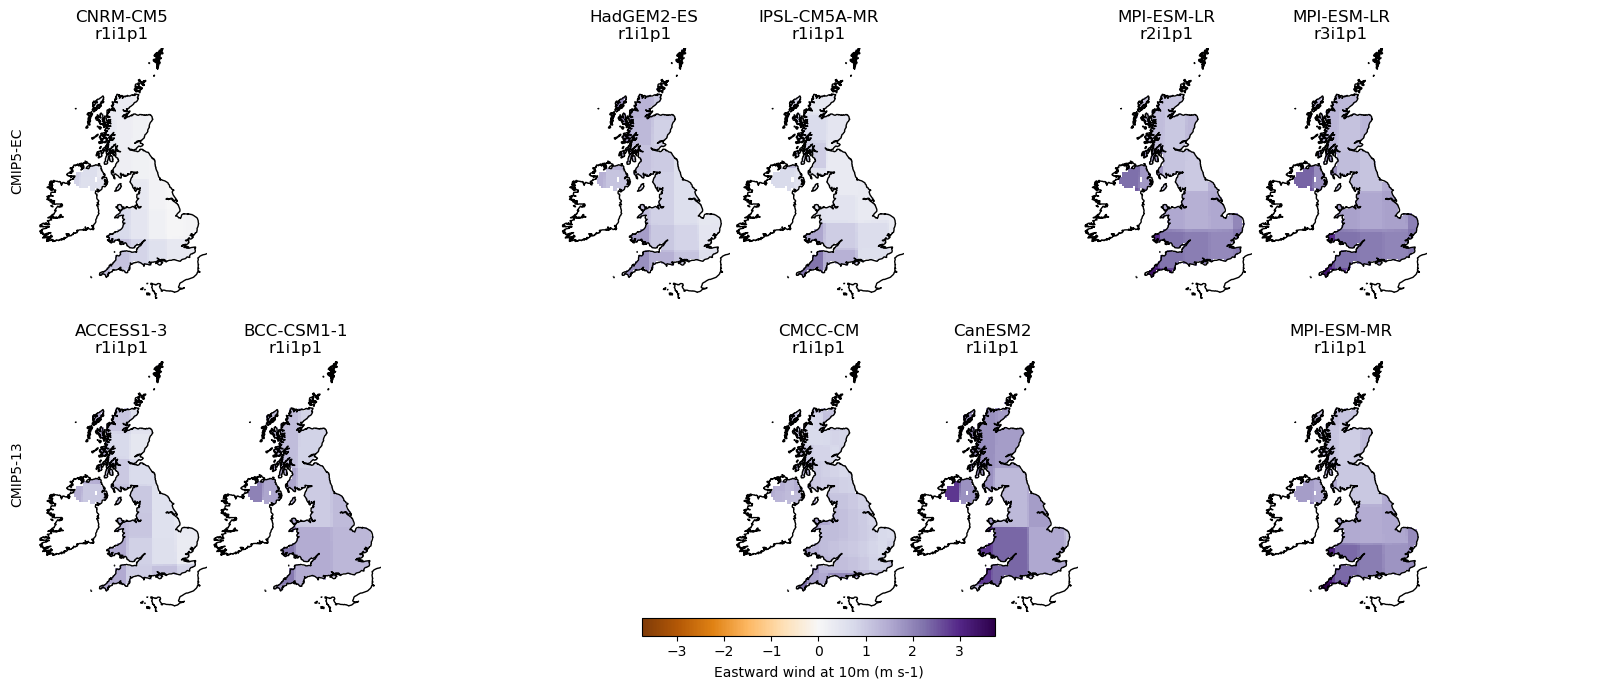 CNRM-CM5
r1i1p1
HadGEM2-ES
r1i1p1
IPSL-CM5A-MR
r1i1p1
MPI-ESM-LR
r2i1p1
MPI-ESM-LR
r3i1p1
CMIP5-EC
ACCESS1-3
r1i1p1
BCC-CSM1-1
r1i1p1
CMCC-CM
r1i1p1
CanESM2
r1i1p1
MPI-ESM-MR
r1i1p1
CMIP5-13
−3 −2 −1 0 1 2 3
Eastward wind at 10m (m s-1)